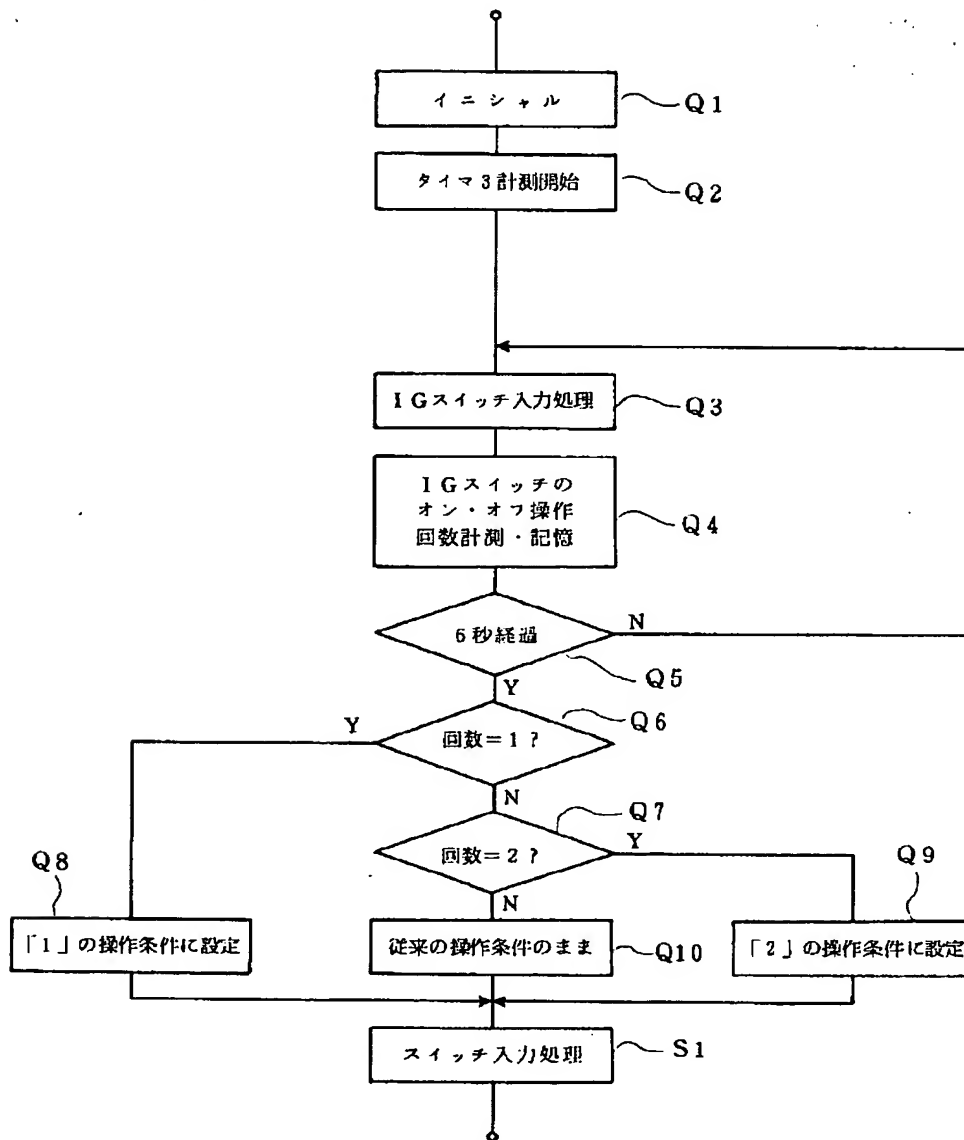 イニシャル
Q1
タイマ3計測開始
Q2
IGスイッチ入力処理
Q3
IGスイッチの
オン・オフ操作
回数計測・記憶
Q4
6秒経過
N
Q5
Y
Q6
Y
回数=1?
N
Q7
回数=2?
Y
Q8
N
Q9
「1」の操作条件に設定
従来の操作条件のまま
Q10
「2」の操作条件に設定
スイッチ入力処理
S1